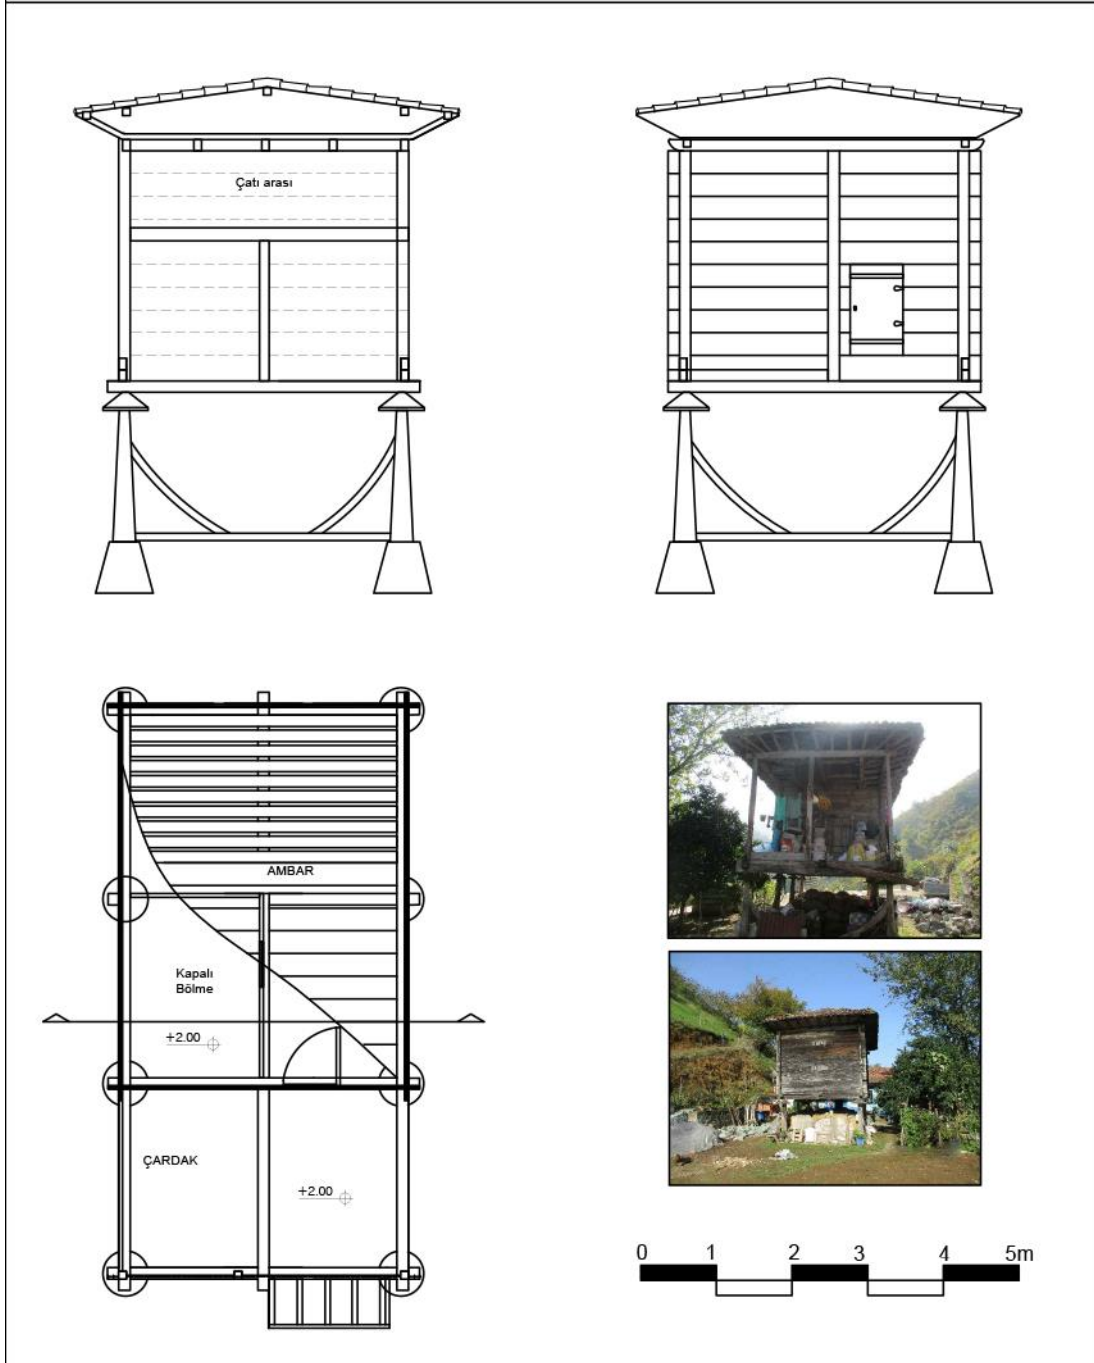 Çatı arası
AMBAR
Kapalı
Bölme
+2.00
ÇARDAK
+2.00
0 1 2 3 4 5m